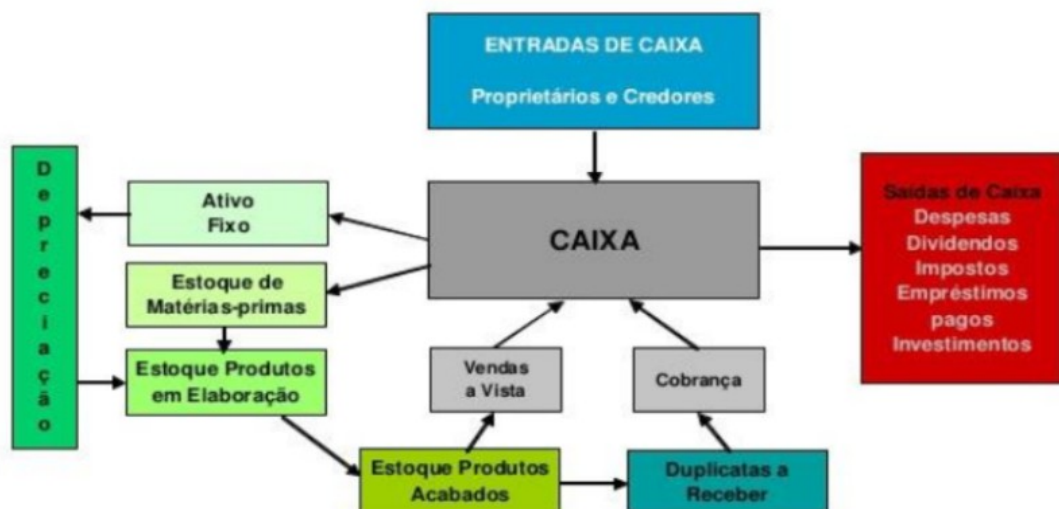 ENTRADAS DE CAIXA
Proprietários e Credores
Depreciação
Ativo
Fixo
CAIXA
Saídas de Caixa
Despesas
Dividendos
Impostos
Empréstimos
pagos
Investimentos
Estoque de
Matérias-primas
Estoque Produtos
em Elaboração
Vendas
a Vista
Cobrança
Estoque Produtos
Acabados
Duplicatas a
Receber